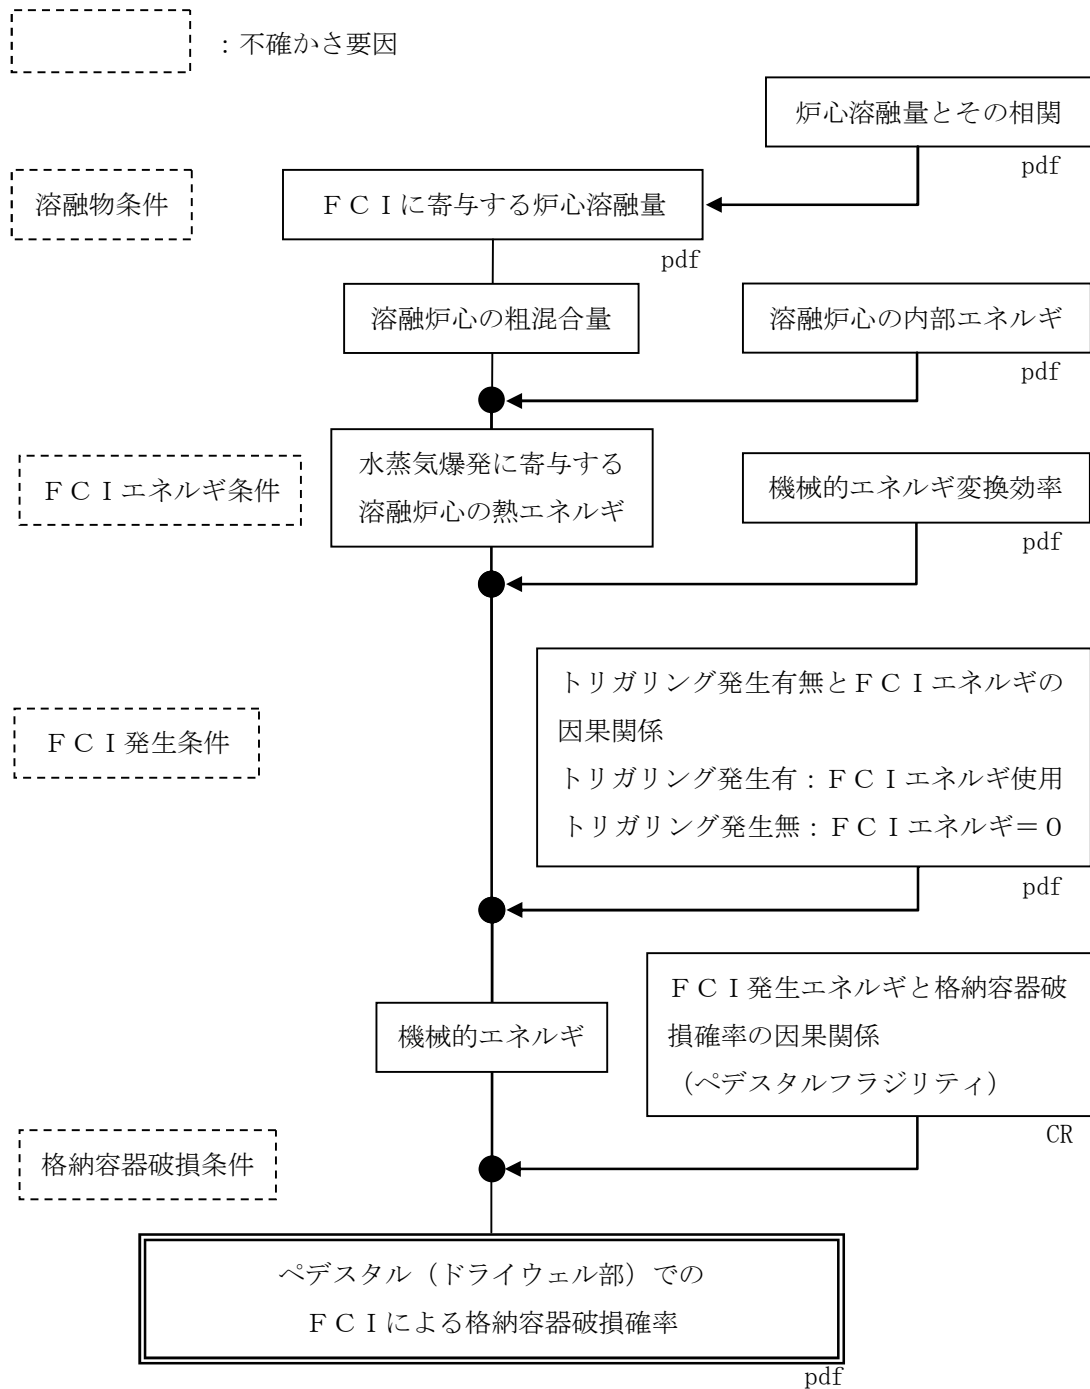 ：不確かさ要因
炉心溶融量とその相関
pdf
溶融物条件
ＦＣＩに寄与する炉心溶融量
pdf
溶融炉心の粗混合量
溶融炉心の内部エネルギ
pdf
ＦＣＩエネルギ条件
水蒸気爆発に寄与する
溶融炉心の熱エネルギ
機械的エネルギ変換効率
pdf
ＦＣＩ発生条件
トリガリング発生有無とＦＣＩエネルギの
因果関係
トリガリング発生有：ＦＣＩエネルギ使用
トリガリング発生無：ＦＣＩエネルギ＝０
pdf
機械的エネルギ
ＦＣＩ発生エネルギと格納容器破
損確率の因果関係
（ペデスタルフラジリティ）
CR
格納容器破損条件
ペデスタル（ドライウェル部）での
ＦＣＩによる格納容器破損確率
pdf